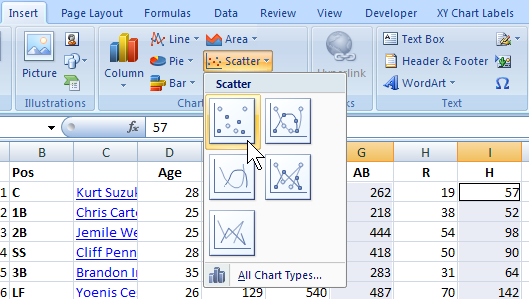 Insert Page Layout Formulas Data Review View Developer XY Chart Labels
Picture Column Line Area Pie Scatter Bar Hyperlink Text Box Header & Footer WordArt
Illustrations Text
Scatter
fx 57
B C D G H I
Pos Age AB R H
1 C Kurt Suzuk 28 262 19 57
2 1B Chris Carte 25 218 38 52
3 2B Jemile We 25 444 54 98
4 SS Cliff Penn 28 418 38 90
5 3B Brandon In 35 283 31 64
6 LF Yoenis Ce 26 129 540 487 70 142
All Chart Types...